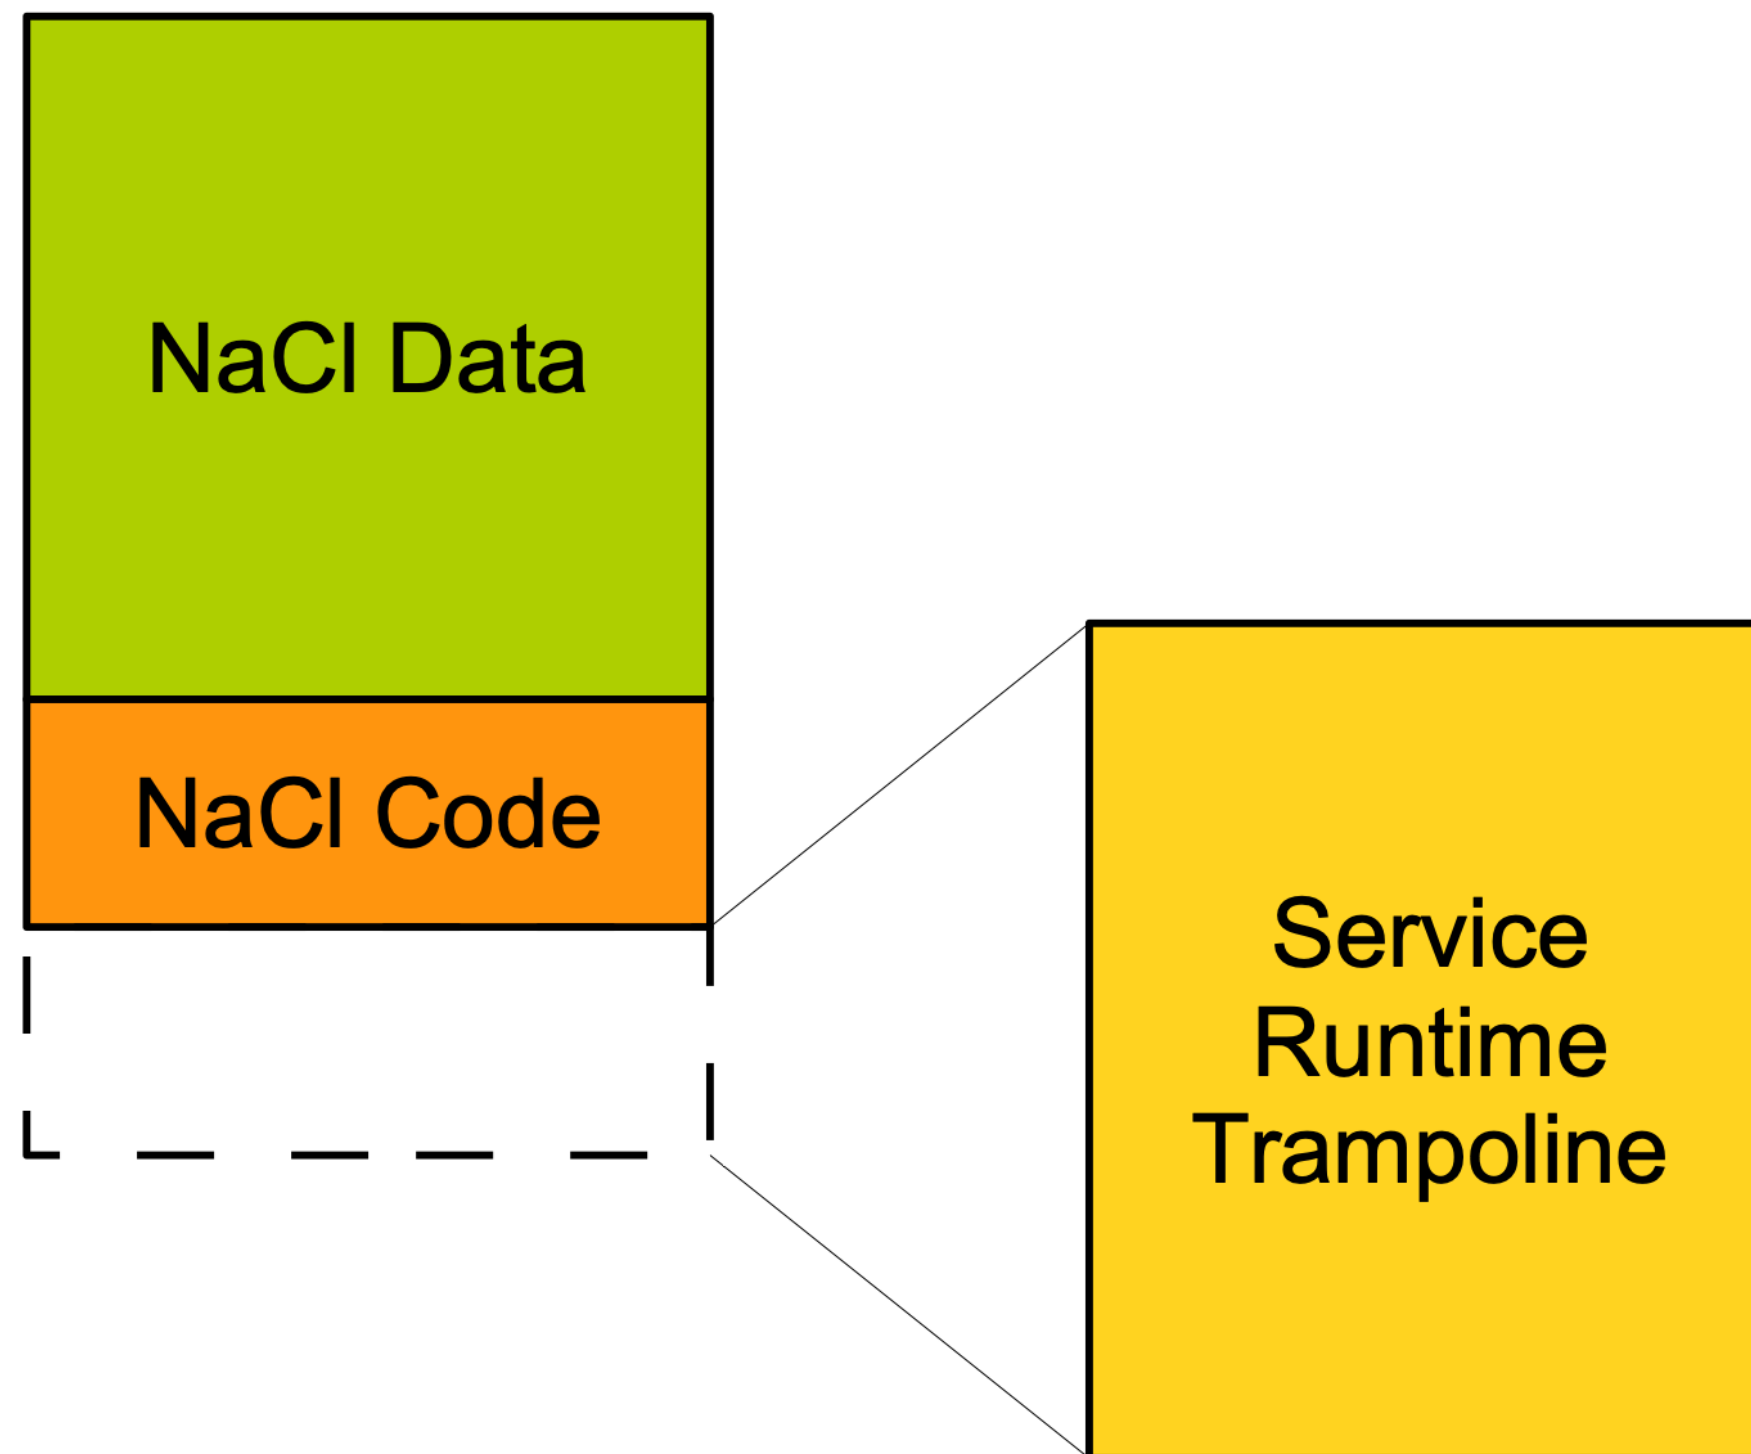 NaCl Data
NaCl Code
Service
Runtime
Trampoline